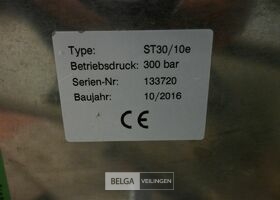 Type: ST30/10e
Betriebsdruck: 300 bar
Serien-Nr: 133720
Baujahr: 10/2016
CE
BELGA VEILINGEN